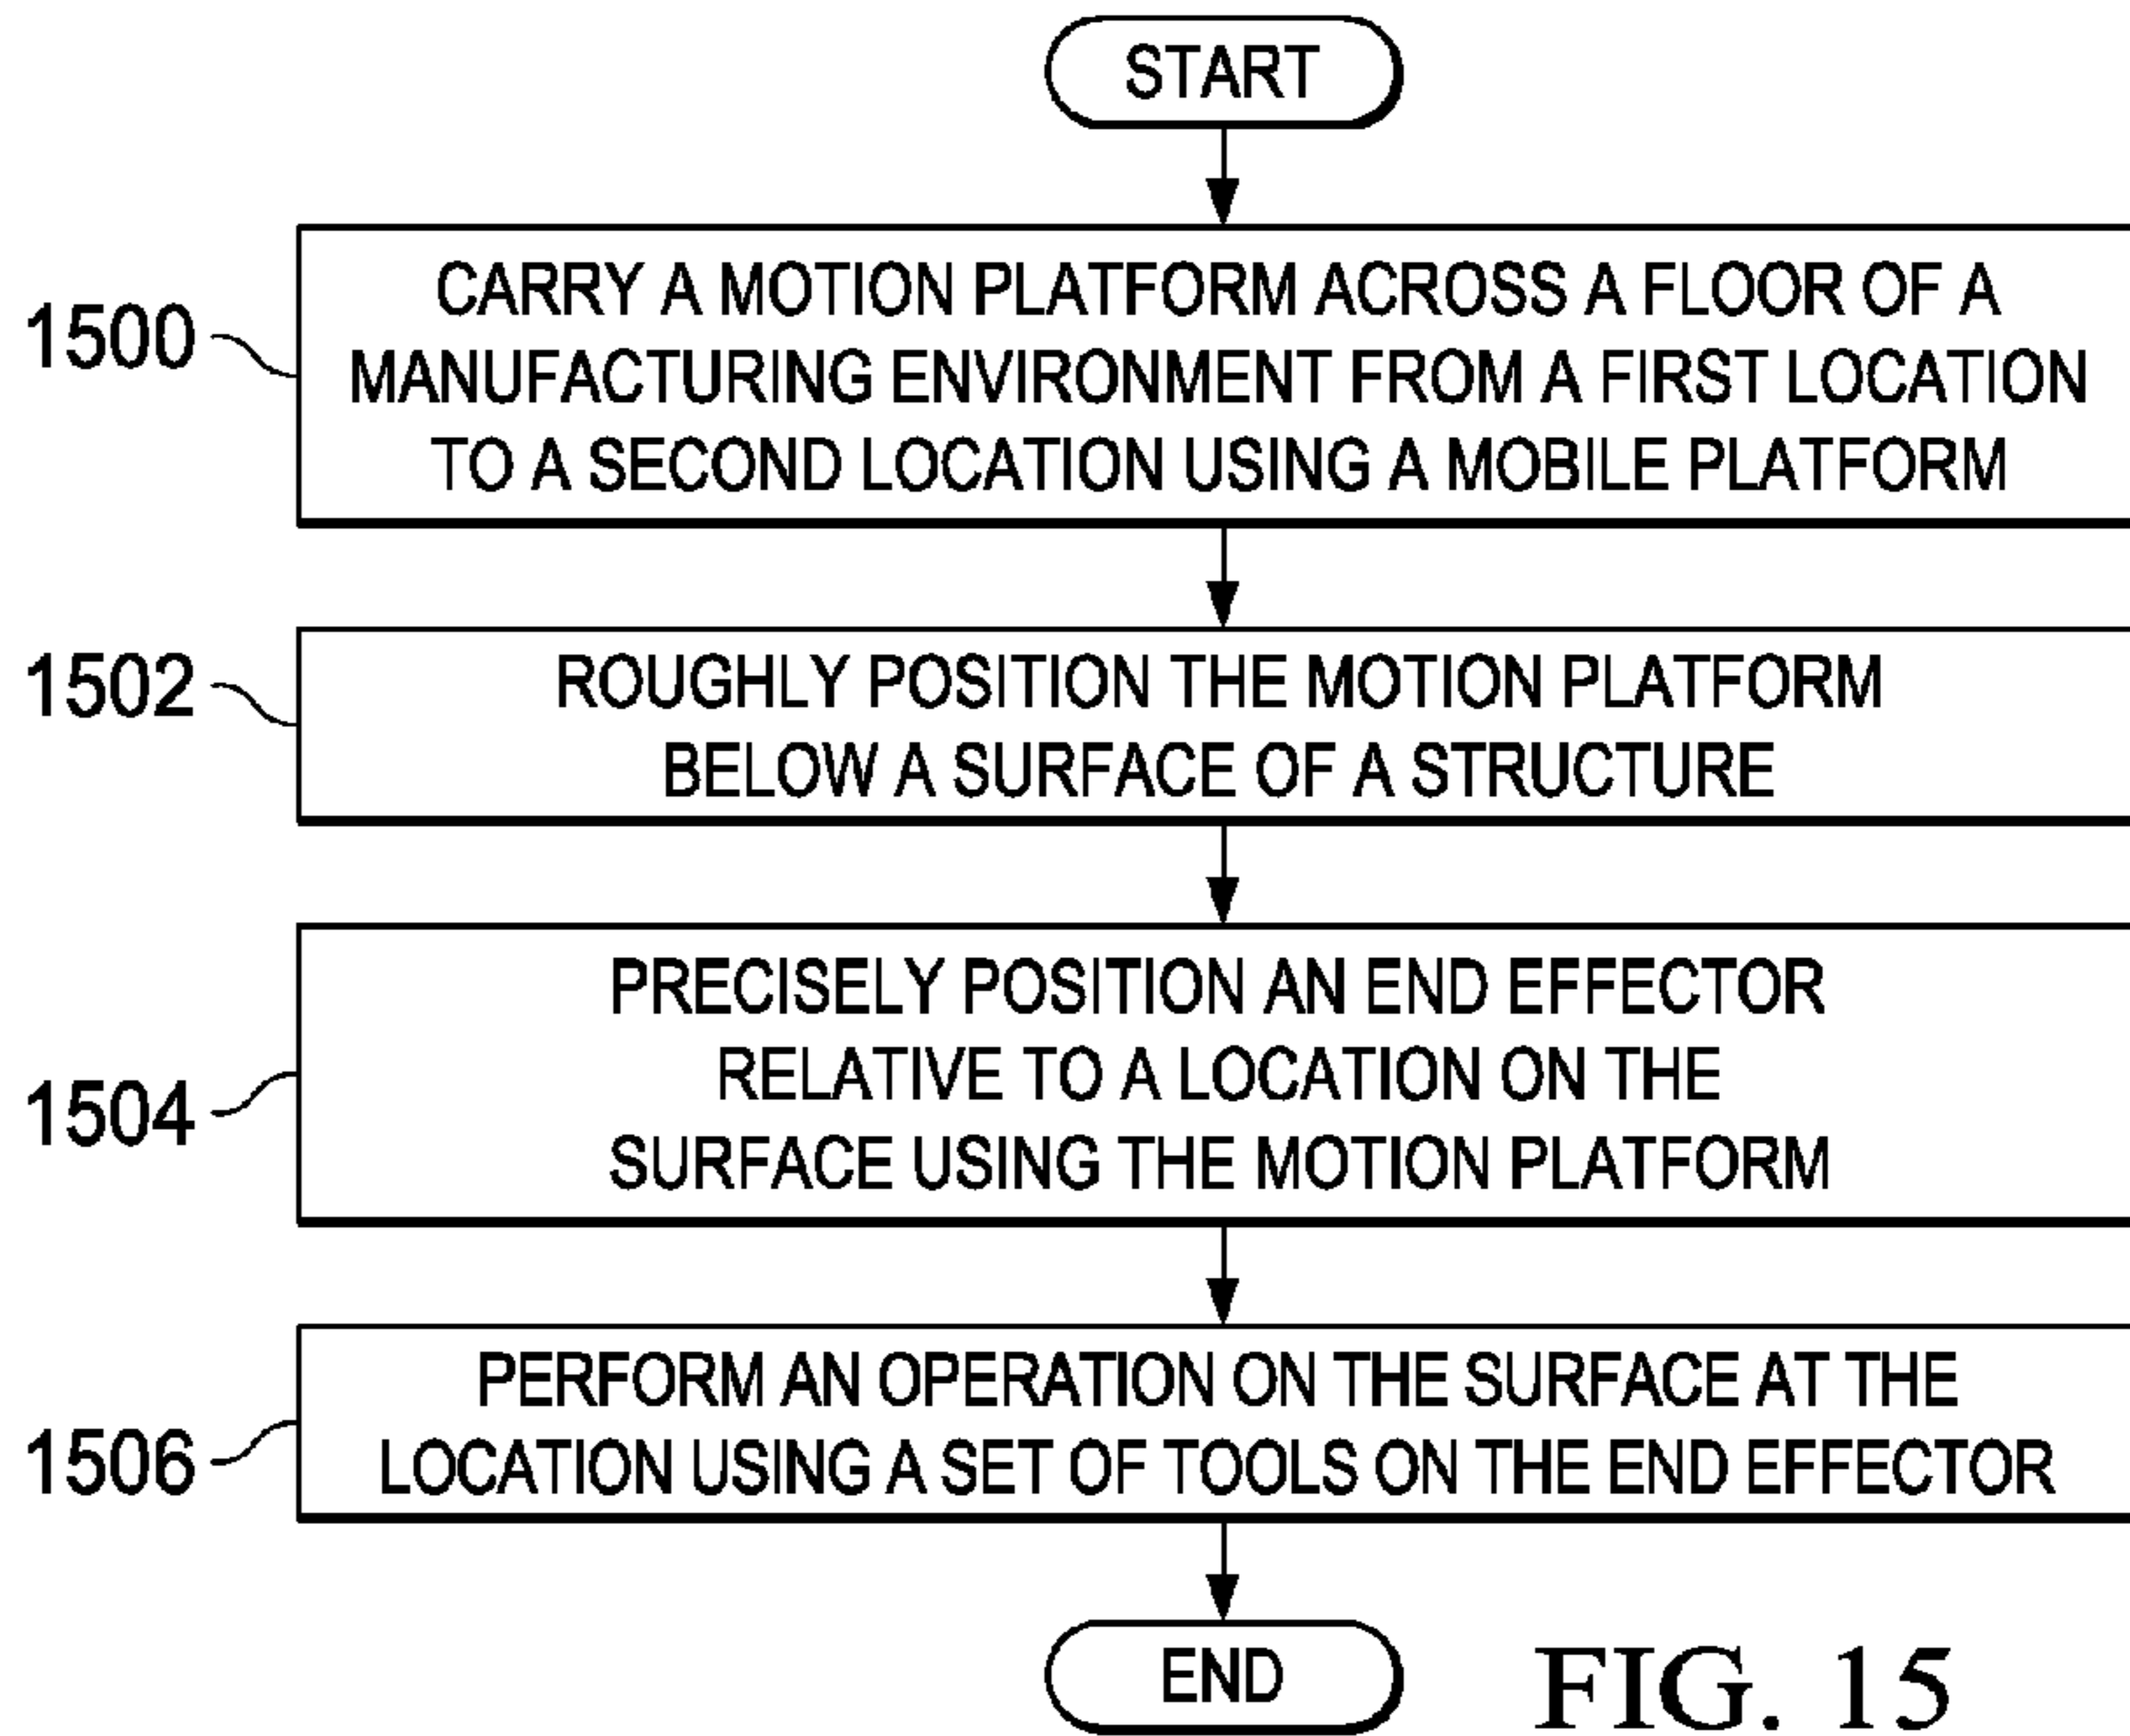 START
1500
CARRY A MOTION PLATFORM ACROSS A FLOOR OF A
MANUFACTURING ENVIRONMENT FROM A FIRST LOCATION
TO A SECOND LOCATION USING A MOBILE PLATFORM
1502
ROUGHLY POSITION THE MOTION PLATFORM
BELOW A SURFACE OF A STRUCTURE
1504
PRECISELY POSITION AN END EFFECTOR
RELATIVE TO A LOCATION ON THE
SURFACE USING THE MOTION PLATFORM
1506
PERFORM AN OPERATION ON THE SURFACE AT THE
LOCATION USING A SET OF TOOLS ON THE END EFFECTOR
END
FIG. 15